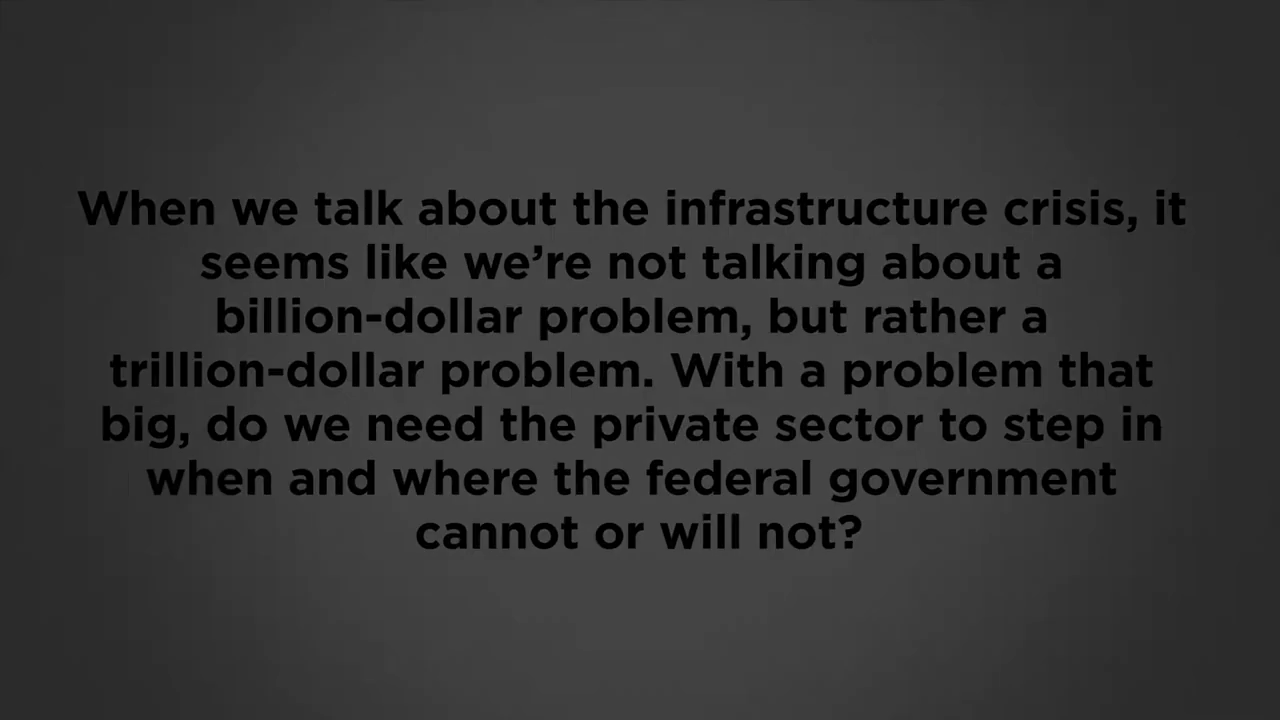 When we talk about the infrastructure crisis, it
seems like we’re not talking about a
billion-dollar problem, but rather a
trillion-dollar problem. With a problem that
big, do we need the private sector to step in
when and where the federal government
cannot or will not?